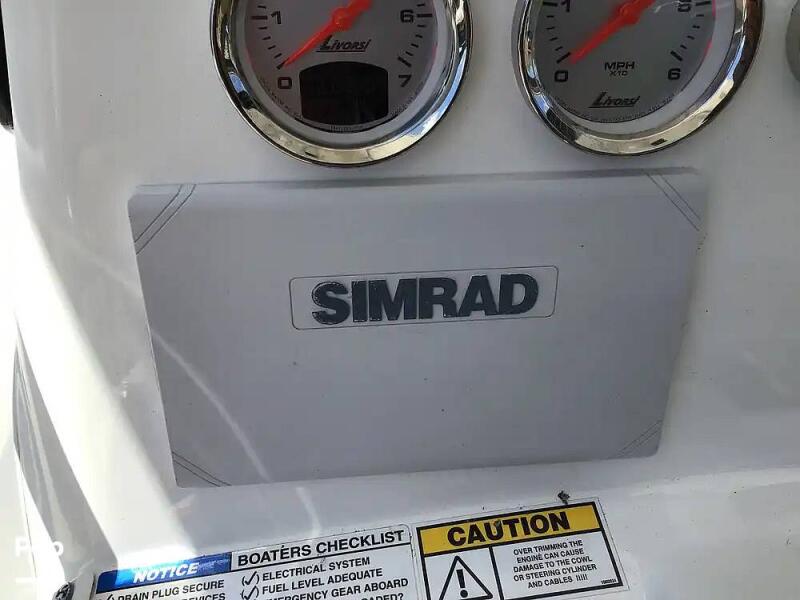 1
6
Livorsi
0
7
1
5
MPH
X10
0
6
Livorsi
SIMRAD
NOTICE
BOATERS CHECKLIST
DRAIN PLUG SECURE
ELECTRICAL SYSTEM
FUEL LEVEL ADEQUATE
EMERGENCY GEAR ABOARD
CAUTION
OVER TRIMMING THE
ENGINE CAN CAUSE
DAMAGE TO THE COWL
OR STEERING CYLINDER
AND CABLES !!!!!